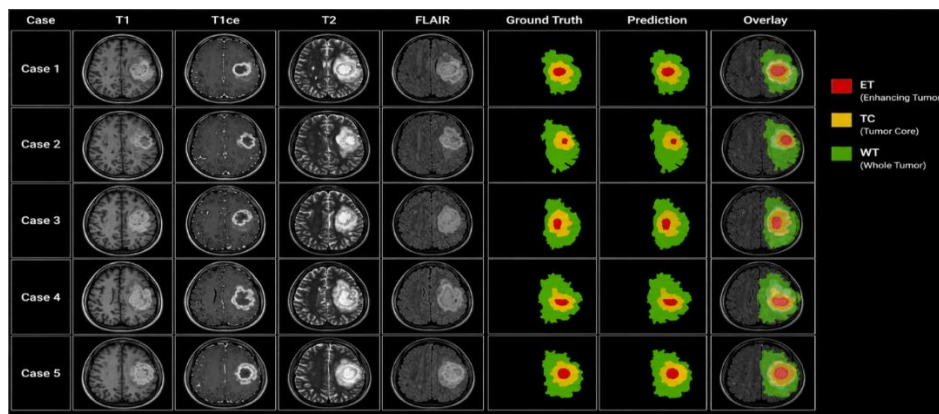 Case T1 T1ce T2 FLAIR Ground Truth Prediction Overlay
Case 1
Case 2
Case 3
Case 4
Case 5
ET
(Enhancing Tumour)
TC
(Tumor Core)
WT
(Whole Tumor)